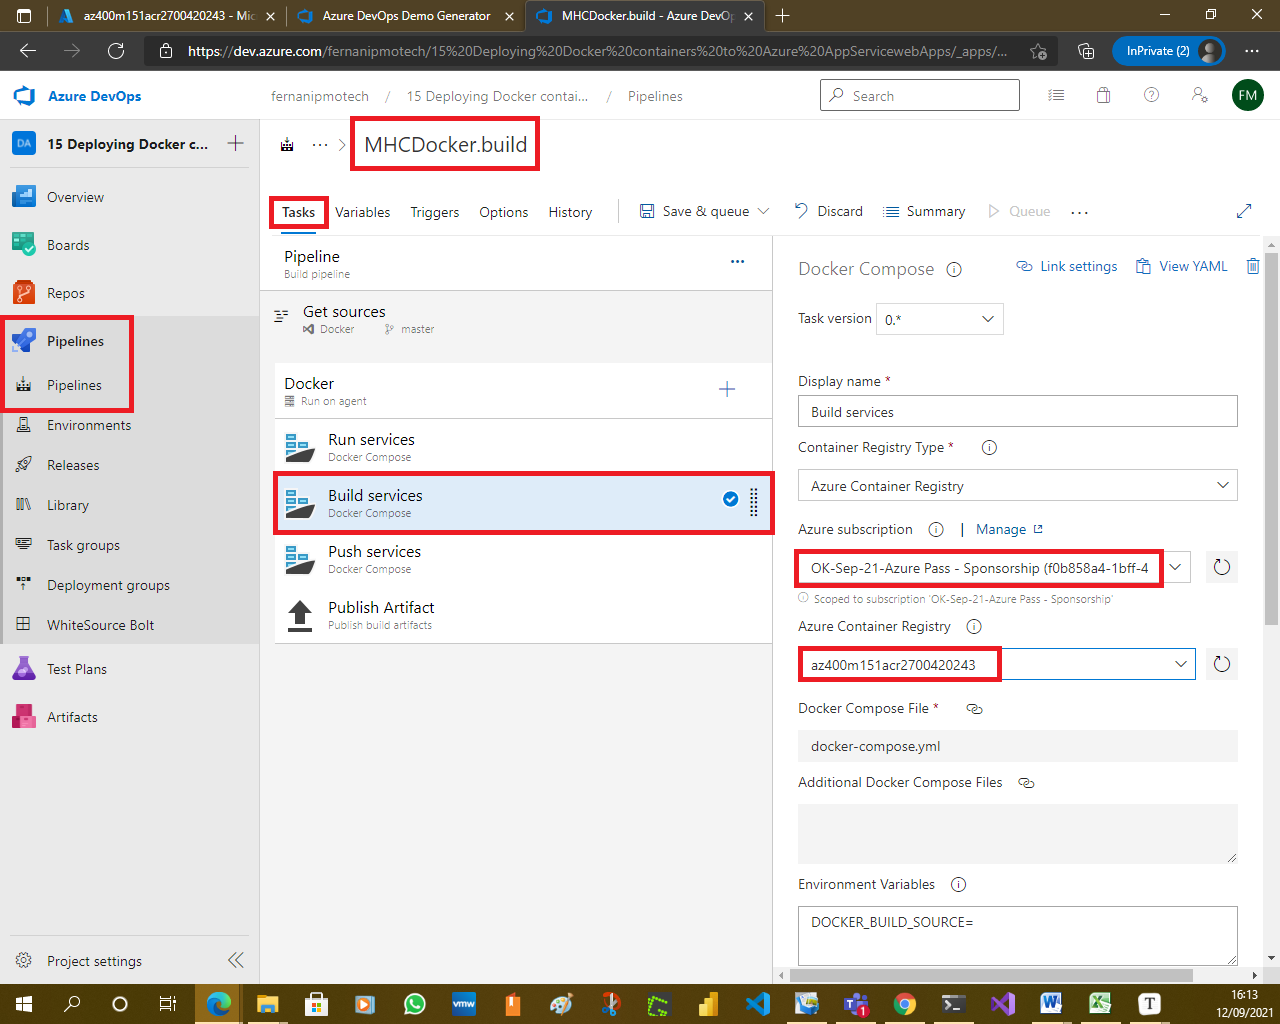 az400m151acr2700420243 - Mic
Azure DevOps Demo Generator
MHCDocker.build - Azure DevOp
https://dev.azure.com/fernanipmotech/15%20Deploying%20Docker%20containers%20to%20Azure%20AppServicewebApps/_apps/...
InPrivate (2)
Azure DevOps
fernanipmotech / 15 Deploying Docker contai... / Pipelines
Search
FM
DA
15 Deploying Docker c...
MHCDocker.build
Overview
Boards
Repos
Pipelines
Pipelines
Environments
Releases
Library
Task groups
Deployment groups
WhiteSource Bolt
Test Plans
Artifacts
Project settings
Tasks
Variables
Triggers
Options
History
Save & queue
Discard
Summary
Queue
Pipeline
Build pipeline
Get sources
Docker
master
Docker
Run on agent
Run services
Docker Compose
Build services
Docker Compose
Push services
Docker Compose
Publish Artifact
Publish build artifacts
Docker Compose
Link settings
View YAML
Task version
0.*
Display name *
Build services
Container Registry Type *
Azure Container Registry
Azure subscription | Manage
OK-Sep-21-Azure Pass - Sponsorship (f0b858a4-1bff-4
Scoped to subscription 'OK-Sep-21-Azure Pass - Sponsorship'
Azure Container Registry
az400m151acr2700420243
Docker Compose File *
docker-compose.yml
Additional Docker Compose Files
Environment Variables
DOCKER_BUILD_SOURCE=
vmw
1
T
16:13
12/09/2021